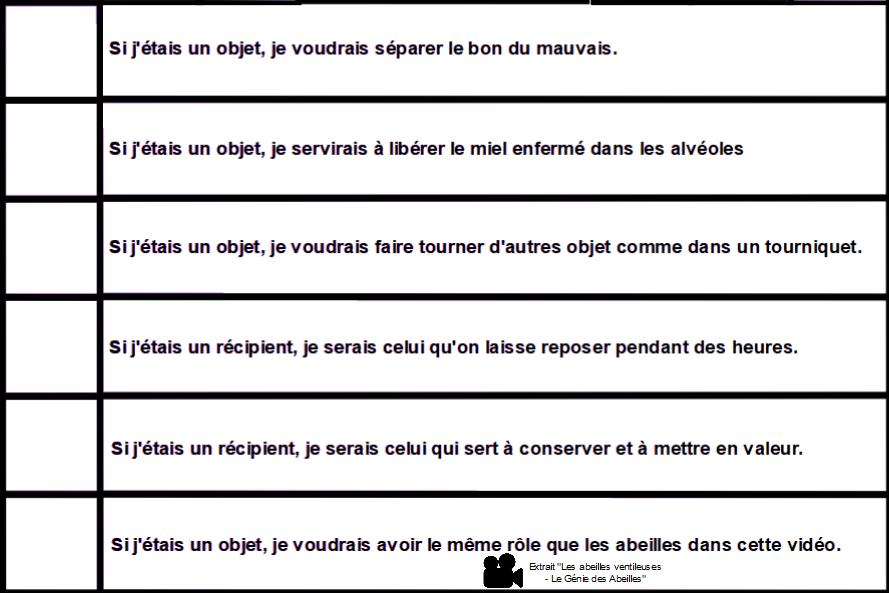 Si j'étais un objet, je voudrais séparer le bon du mauvais.
Si j'étais un objet, je servirais à libérer le miel enfermé dans les alvéoles
Si j'étais un objet, je voudrais faire tourner d'autres objet comme dans un tourniquet.
Si j'étais un récipient, je serais celui qu'on laisse reposer pendant des heures.
Si j'étais un récipient, je serais celui qui sert à conserver et à mettre en valeur.
Si j'étais un objet, je voudrais avoir le même rôle que les abeilles dans cette vidéo.
Extrait "Les abeilles ventileuses
- Le Génie des Abeilles"